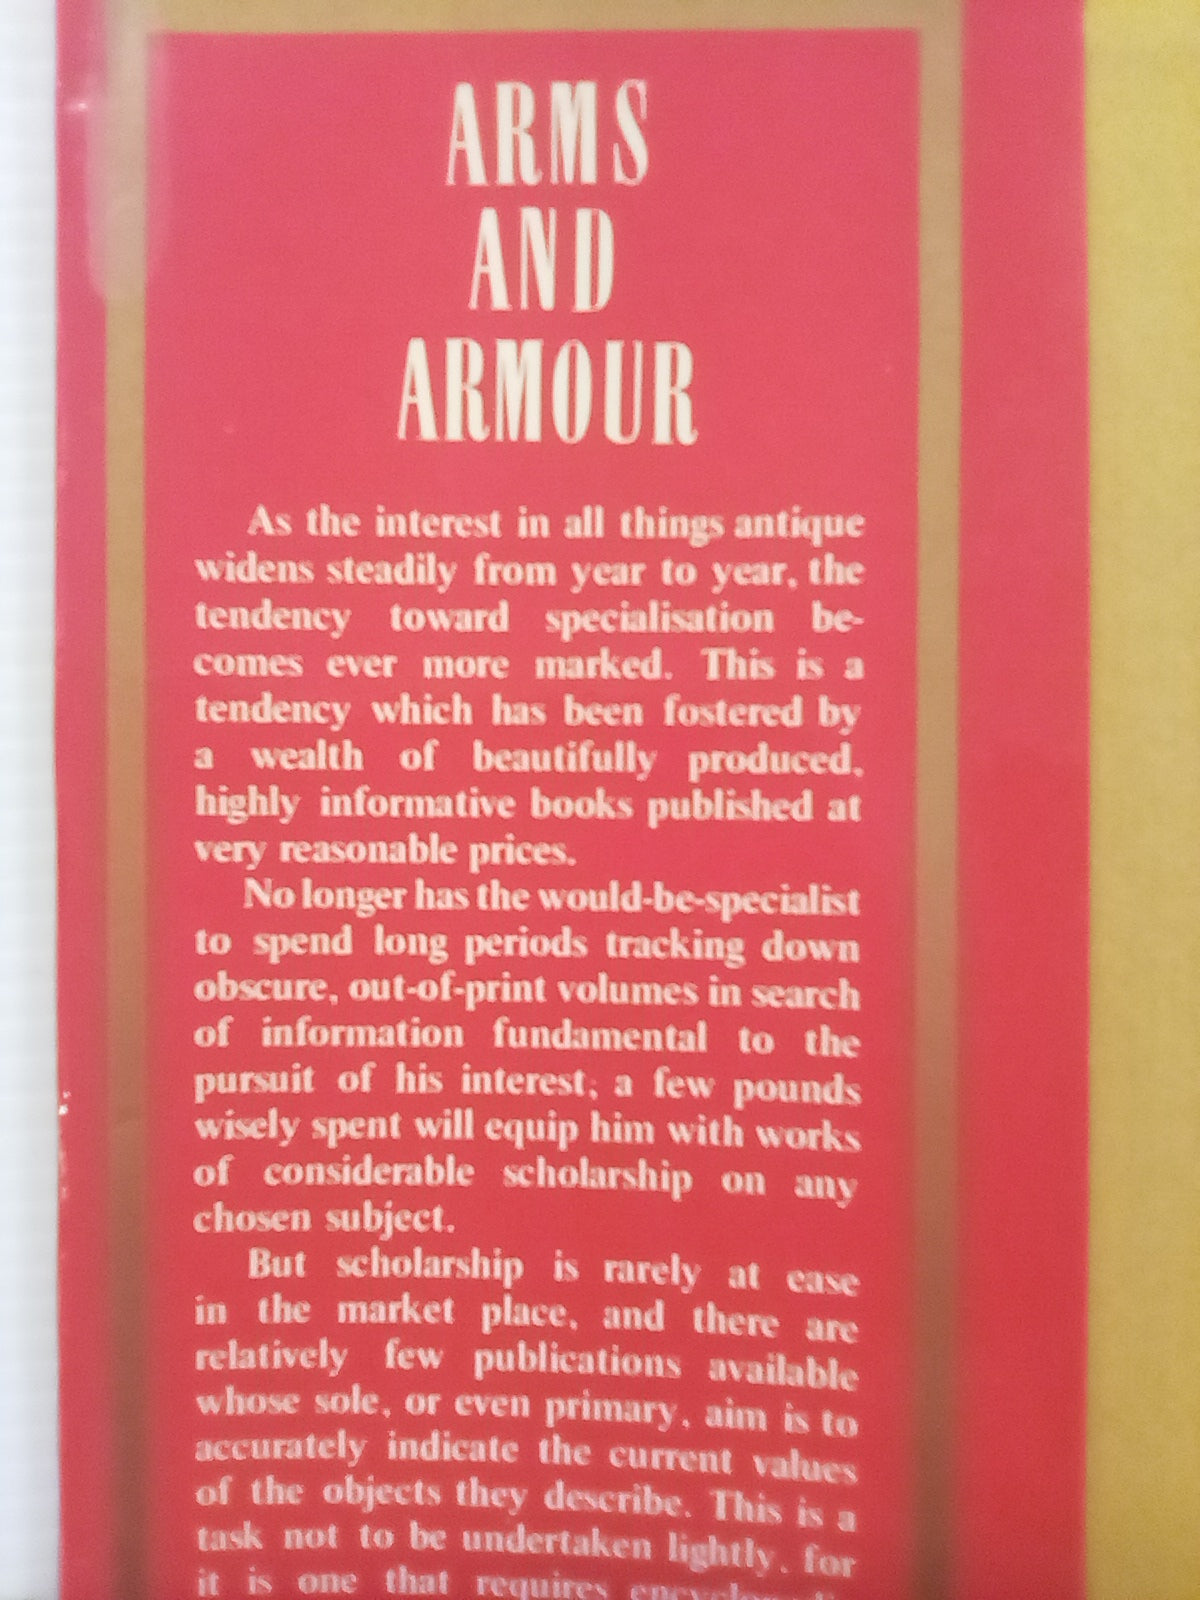 ARMS
AND
ARMOUR
As the interest in all things antique
widens steadily from year to year, the
tendency toward specialisation be-
comes ever more marked. This is a
tendency which has been fostered by
a wealth of beautifully produced,
highly informative books published at
very reasonable prices.
No longer has the would-be-specialist
to spend long periods tracking down
obscure, out-of-print volumes in search
of information fundamental to the
pursuit of his interest; a few pounds
wisely spent will equip him with works
of considerable scholarship on any
chosen subject.
But scholarship is rarely at ease
in the market place, and there are
relatively few publications available
whose sole, or even primary, aim is to
accurately indicate the current values
of the objects they describe. This is a
task not to be undertaken lightly, for
it is one that requires